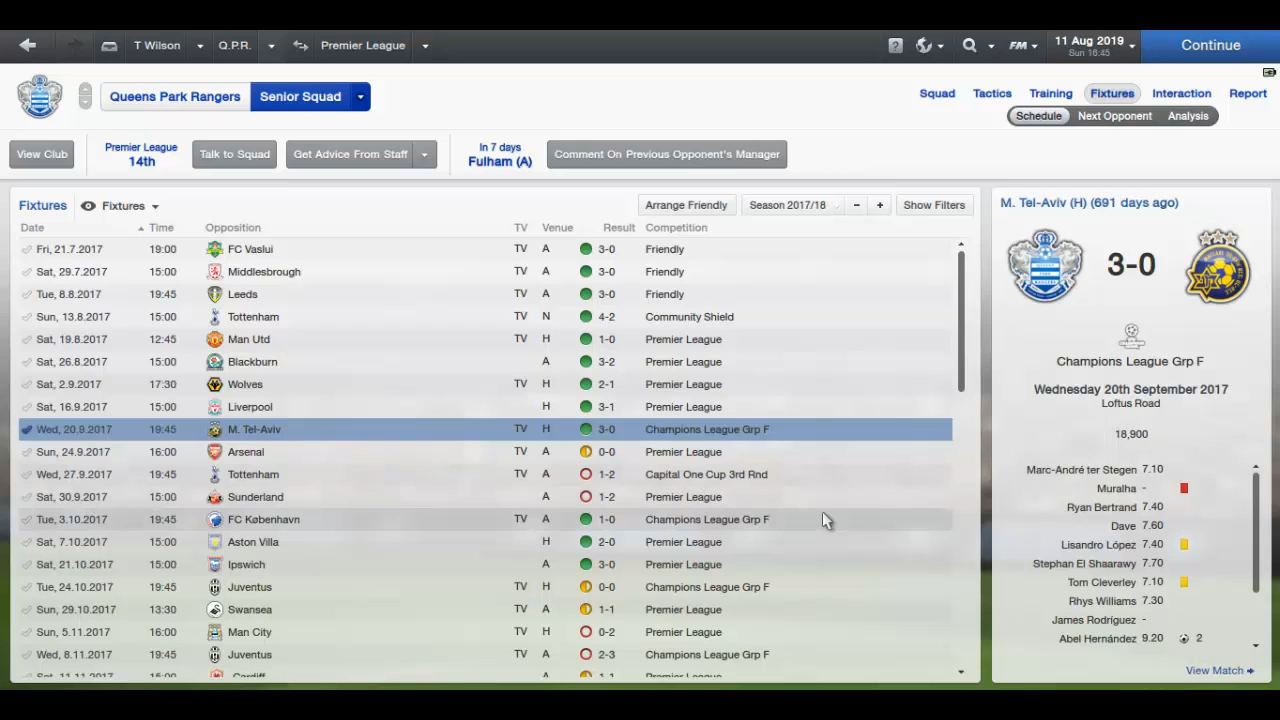 T Wilson Q.P.R. Premier League ? FM 11 Aug 2019 Sun 16:45 Continue
Queens Park Rangers Senior Squad Squad Tactics Training Fixtures Interaction Report
Schedule Next Opponent Analysis
View Club Premier League 14th Talk to Squad Get Advice From Staff In 7 days Fulham (A) Comment On Previous Opponent's Manager
Fixtures Fixtures Arrange Friendly Season 2017/18 - + Show Filters
Date Time Opposition TV Venue Result Competition
Fri, 21.7.2017 19:00 FC Vaslui TV A 3-0 Friendly
Sat, 29.7.2017 15:00 Middlesbrough TV A 3-0 Friendly
Tue, 8.8.2017 19:45 Leeds TV A 3-0 Friendly
Sun, 13.8.2017 15:00 Tottenham TV N 4-2 Community Shield
Sat, 19.8.2017 12:45 Man Utd TV H 1-0 Premier League
Sat, 26.8.2017 15:00 Blackburn A 3-2 Premier League
Sat, 2.9.2017 17:30 Wolves TV H 2-1 Premier League
Sat, 16.9.2017 15:00 Liverpool H 3-1 Premier League
Wed, 20.9.2017 19:45 M. Tel-Aviv TV H 3-0 Champions League Grp F
Sun, 24.9.2017 16:00 Arsenal TV A 0-0 Premier League
Wed, 27.9.2017 19:45 Tottenham TV A 1-2 Capital One Cup 3rd Rnd
Sat, 30.9.2017 15:00 Sunderland A 1-2 Premier League
Tue, 3.10.2017 19:45 FC København TV A 1-0 Champions League Grp F
Sat, 7.10.2017 15:00 Aston Villa H 2-0 Premier League
Sat, 21.10.2017 15:00 Ipswich A 3-0 Premier League
Tue, 24.10.2017 19:45 Juventus TV H 0-0 Champions League Grp F
Sun, 29.10.2017 13:30 Swansea TV A 1-1 Premier League
Sun, 5.11.2017 16:00 Man City TV H 0-2 Premier League
Wed, 8.11.2017 19:45 Juventus TV A 2-3 Champions League Grp F
Sat, 11.11.2017 15:00 Cardiff A 1-1 Premier League
M. Tel-Aviv (H) (691 days ago)
3-0
Champions League Grp F
Wednesday 20th September 2017
Loftus Road
18,900
Marc-André ter Stegen 7.10
Muralha -
Ryan Bertrand 7.40
Dave 7.60
Lisandro López 7.40
Stephan El Shaarawy 7.70
Tom Cleverley 7.10
Rhys Williams 7.30
James Rodríguez -
Abel Hernández 9.20 2
View Match